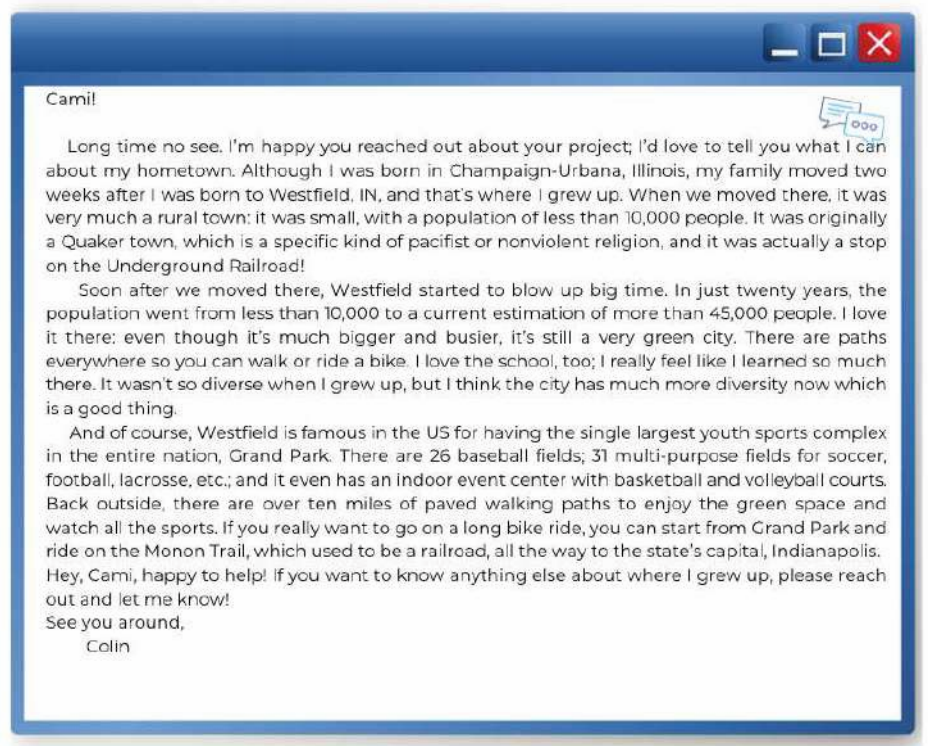 Cami!
Long time no see. I'm happy you reached out about your project; I'd love to tell you what I can
about my hometown. Although I was born in Champaign-Urbana, Illinois, my family moved two
weeks after I was born to Westfield, IN, and that's where I grew up. When we moved there, it was
very much a rural town: it was small, with a population of less than 10,000 people. It was originally
a Quaker town, which is a specific kind of pacifist or nonviolent religion, and it was actually a stop
on the Underground Railroad!
Soon after we moved there, Westfield started to blow up big time. In just twenty years, the
population went from less than 10,000 to a current estimation of more than 45,000 people. I love
it there: even though it's much bigger and busier, it's still a very green city. There are paths
everywhere so you can walk or ride a bike. I love the school, too; I really feel like I learned so much
there. It wasn't so diverse when I grew up, but I think the city has much more diversity now which
is a good thing.
And of course, Westfield is famous in the US for having the single largest youth sports complex
in the entire nation, Grand Park. There are 26 baseball fields; 31 multi-purpose fields for soccer,
football, lacrosse, etc.; and it even has an indoor event center with basketball and volleyball courts.
Back outside, there are over ten miles of paved walking paths to enjoy the green space and
watch all the sports. If you really want to go on a long bike ride, you can start from Grand Park and
ride on the Monon Trail, which used to be a railroad, all the way to the state's capital, Indianapolis.
Hey, Cami, happy to help! If you want to know anything else about where I grew up, please reach
out and let me know!
See you around,
Colin